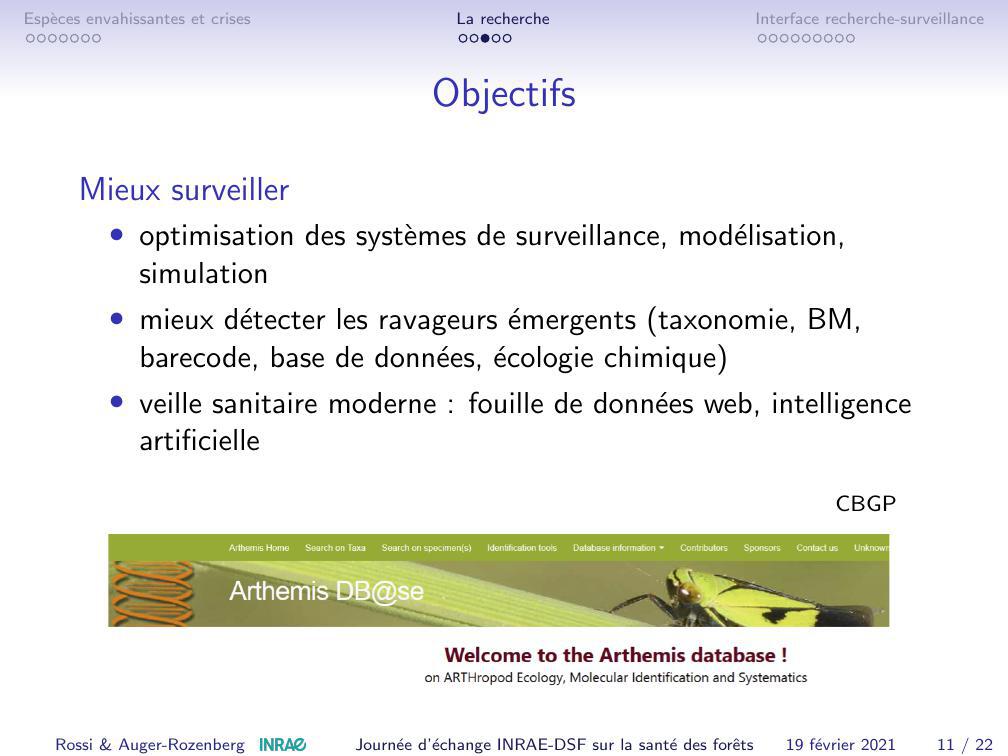 Espèces envahissantes et crises La recherche Interface recherche-surveillance
Objectifs
Mieux surveiller
• optimisation des systèmes de surveillance, modélisation,
simulation
• mieux détecter les ravageurs émergents (taxonomie, BM,
barecode, base de données, écologie chimique)
• veille sanitaire moderne : fouille de données web, intelligence
artificielle
CBGP
Arthemis Home Search on Taxa Search on specimen(s) Identification tools Database information Contributors Sponsors Contact us Unknown
Arthemis DB@se
Welcome to the Arthemis database !
on ARTHropod Ecology, Molecular Identification and Systematics
Rossi & Auger-Rozenberg INRAE Journée d'échange INRAE-DSF sur la santé des forêts 19 février 2021 11 / 22